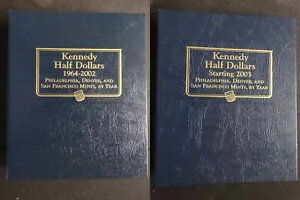 Kennedy
Half Dollars
1964-2002
Philadelphia, Denver, and
San Francisco Mints, by Year
Kennedy
Half Dollars
Starting 2003
Philadelphia, Denver, and
San Francisco Mints, by Year